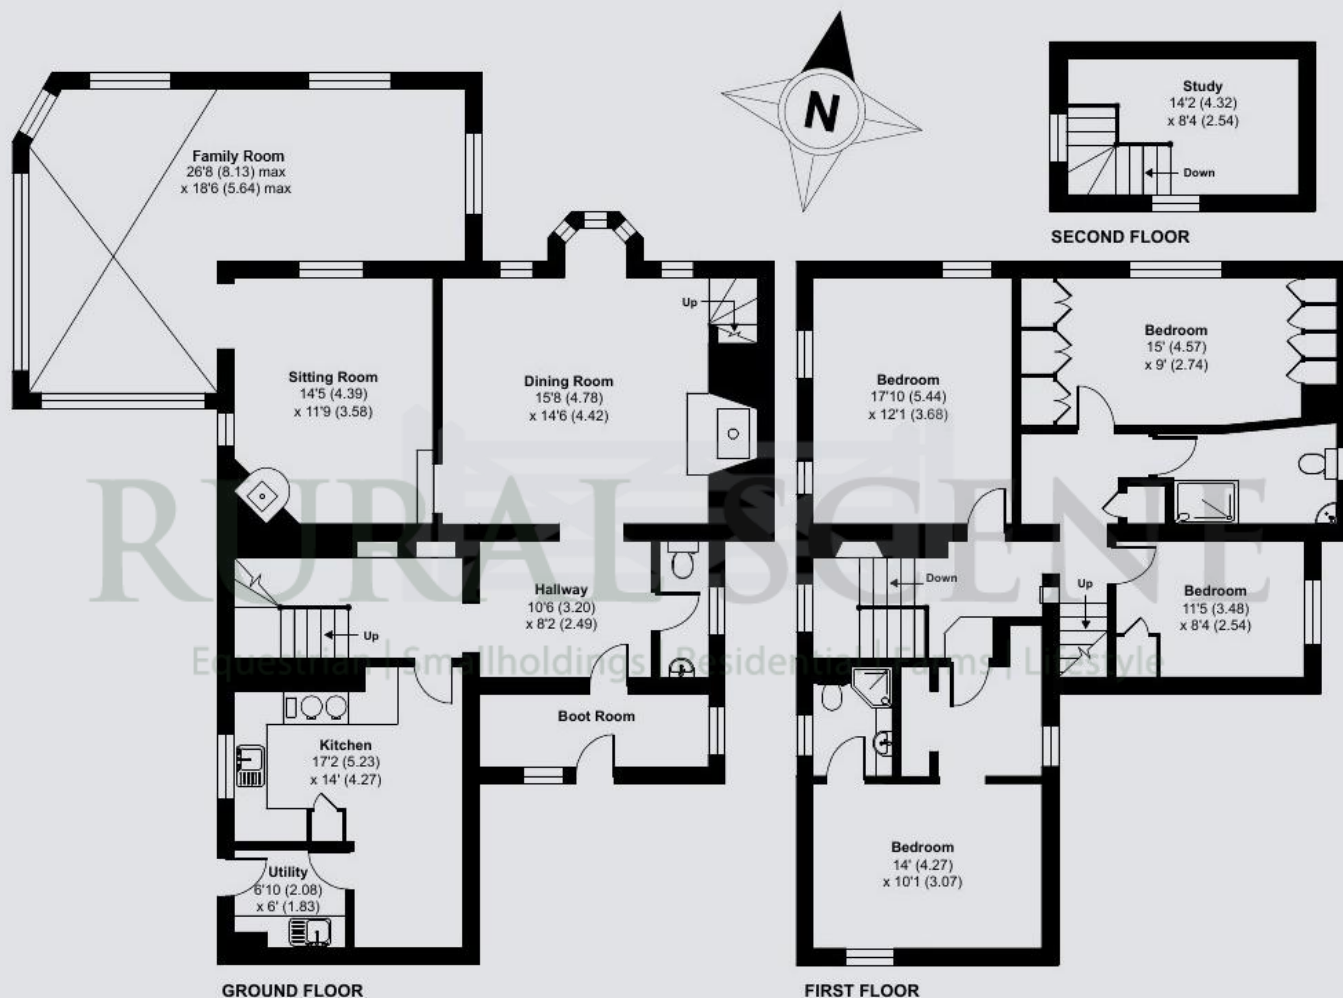 N
Study
14'2 (4.32)
x 8'4 (2.54)
Down
SECOND FLOOR
Family Room
26'8 (8.13) max
x 18'6 (5.64) max
Up
Sitting Room
14'5 (4.39)
x 11'9 (3.58)
Dining Room
15'8 (4.78)
x 14'6 (4.42)
Hallway
10'6 (3.20)
x 8'2 (2.49)
Up
Boot Room
Kitchen
17'2 (5.23)
x 14' (4.27)
Utility
6'10 (2.08)
x 6' (1.83)
GROUND FLOOR
Bedroom
17'10 (5.44)
x 12'1 (3.68)
Bedroom
15' (4.57)
x 9' (2.74)
Down
Up
Bedroom
11'5 (3.48)
x 8'4 (2.54)
Bedroom
14' (4.27)
x 10'1 (3.07)
FIRST FLOOR
RURAL SCENE
Equestrian | Smallholdings | Residential | Farms | Lifestyle